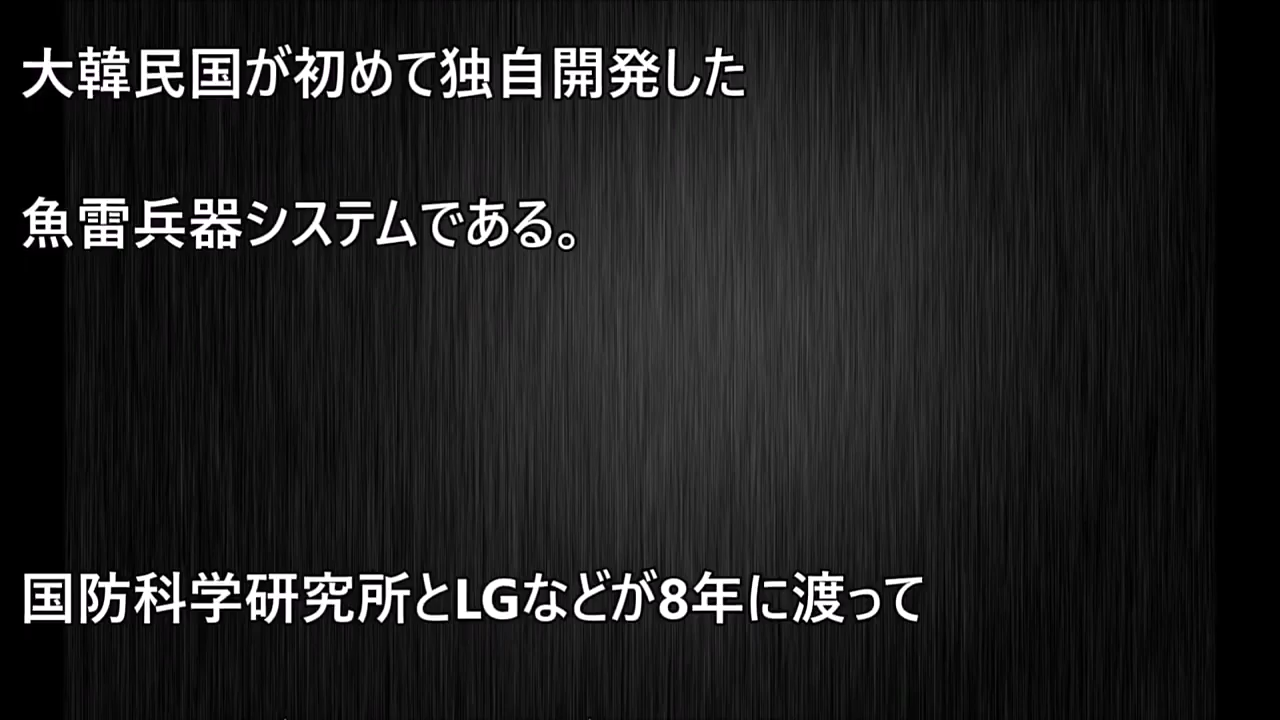 大韓民国が初めて独自開発した
魚雷兵器システムである。
国防科学研究所とLGなどが8年に渡って